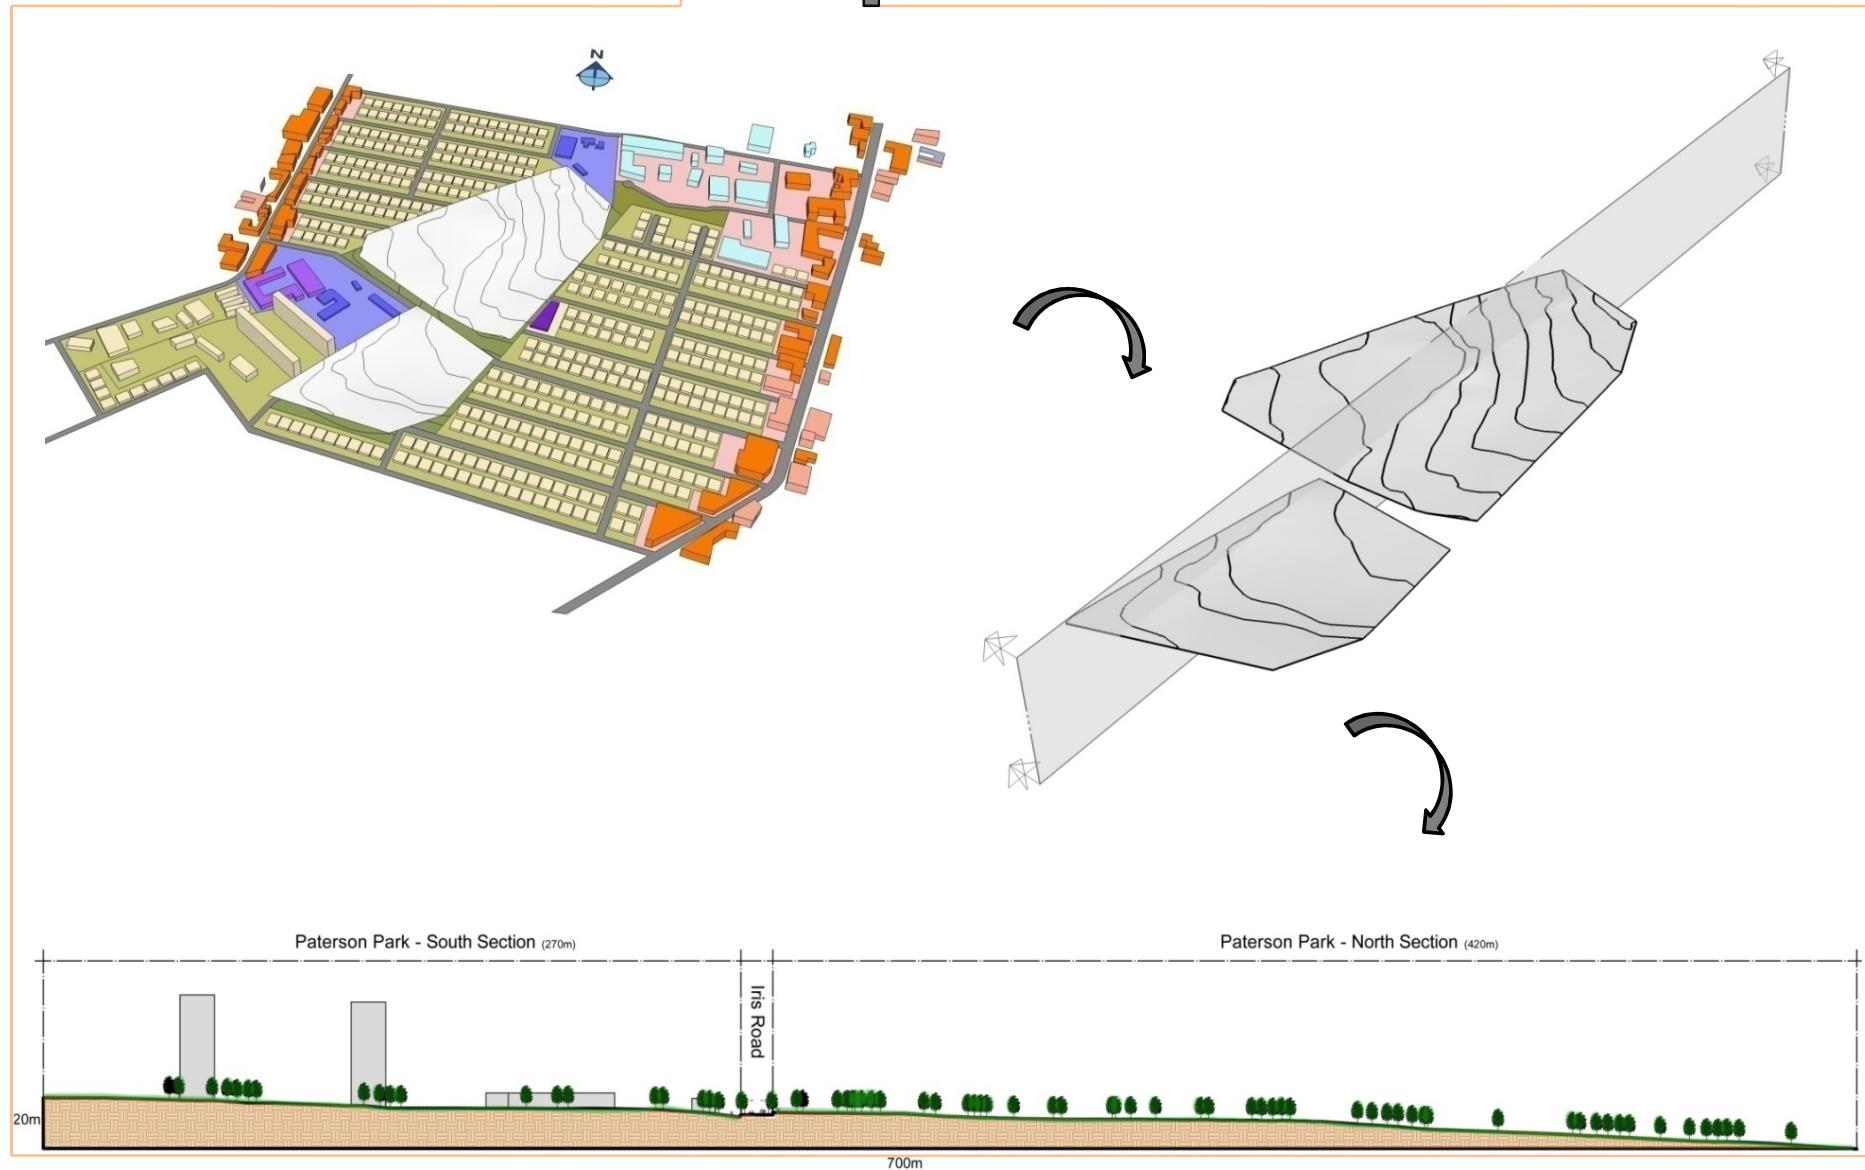 N
Paterson Park - South Section (270m)
Paterson Park - North Section (420m)
Iris Road
20m
700m